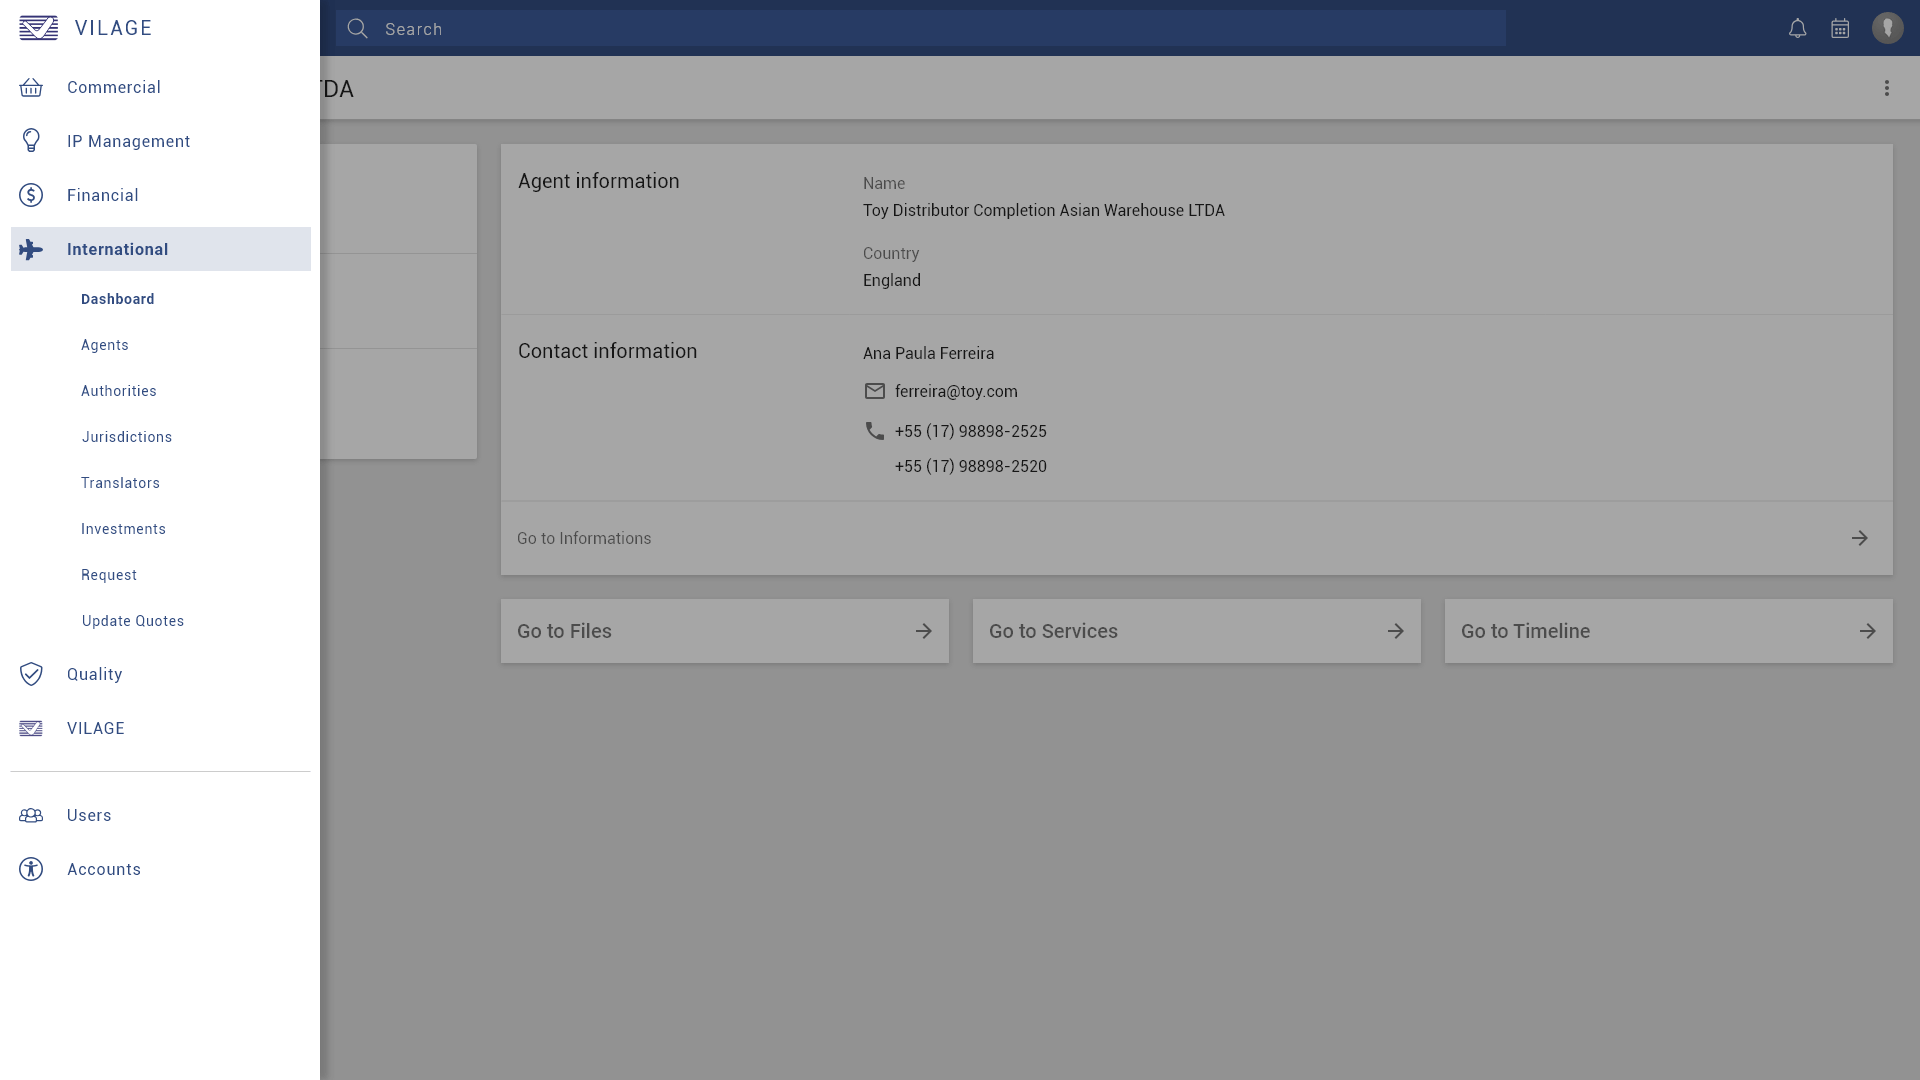 VILAGE
Search
Commercial
IP Management
Financial
International
Dashboard
Agents
Authorities
Jurisdictions
Translators
Investments
Request
Update Quotes
Quality
VILAGE
Users
Accounts
TDA
Agent information
Name
Toy Distributor Completion Asian Warehouse LTDA
Country
England
Contact information
Ana Paula Ferreira
ferreira@toy.com
+55 (17) 98898-2525
+55 (17) 98898-2520
Go to Informations
Go to Files
Go to Services
Go to Timeline